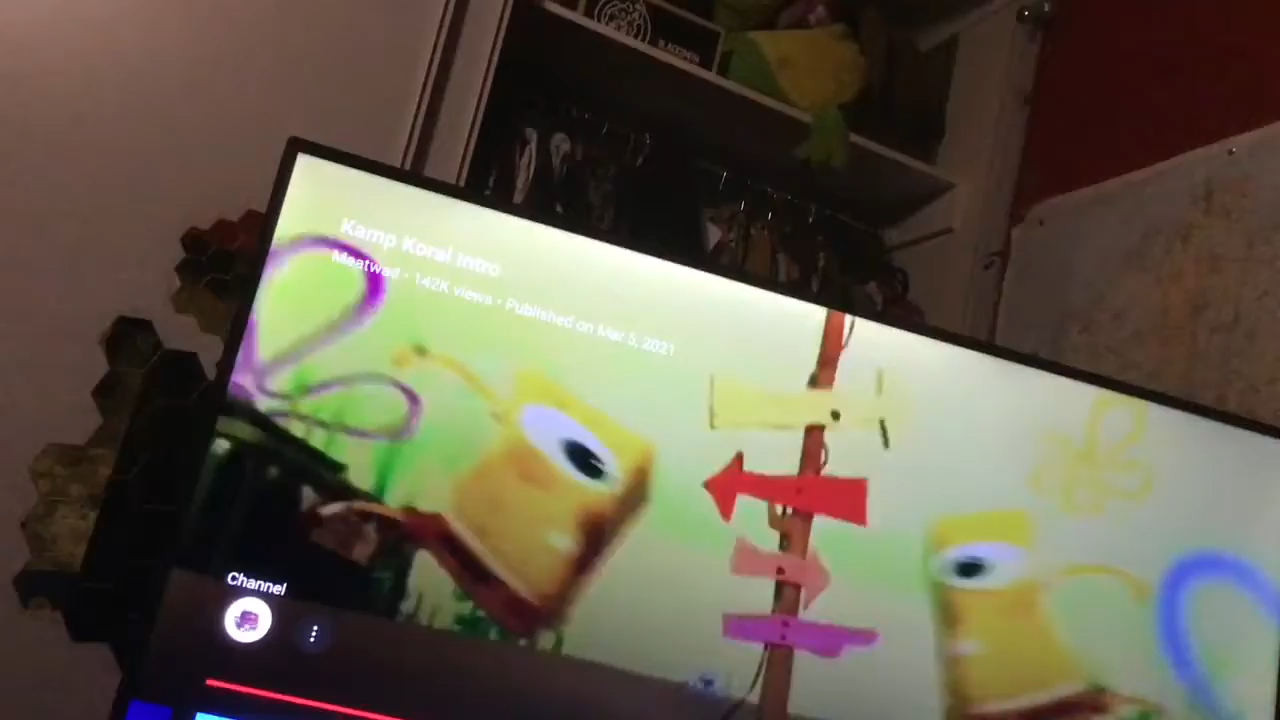 Kamp Koral Intro
Meatwad • 142K views • Published on Mar 5, 2021
Channel